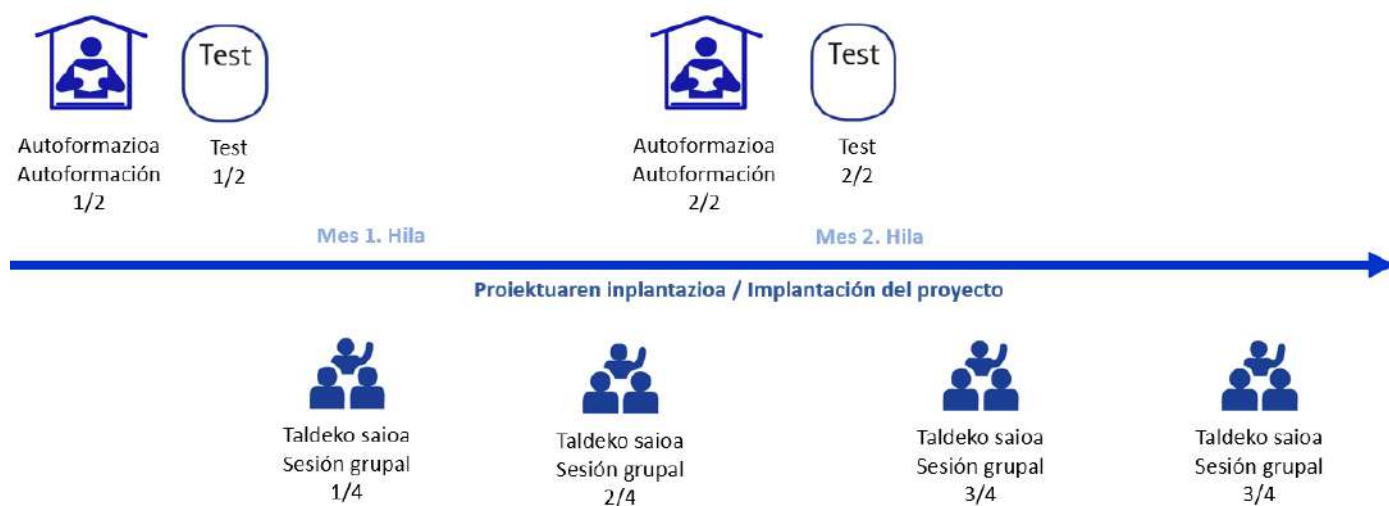 Test
Autoformazioa
Autoformación
1/2
Test
1/2
Test
Autoformazioa
Autoformación
2/2
Test
2/2
Mes 1. Hila
Mes 2. Hila
Proiektuaren inplantazioa / Implantación del proyecto
Taldeko saioa
Sesión grupal
1/4
Taldeko saioa
Sesión grupal
2/4
Taldeko saioa
Sesión grupal
3/4
Taldeko saioa
Sesión grupal
3/4